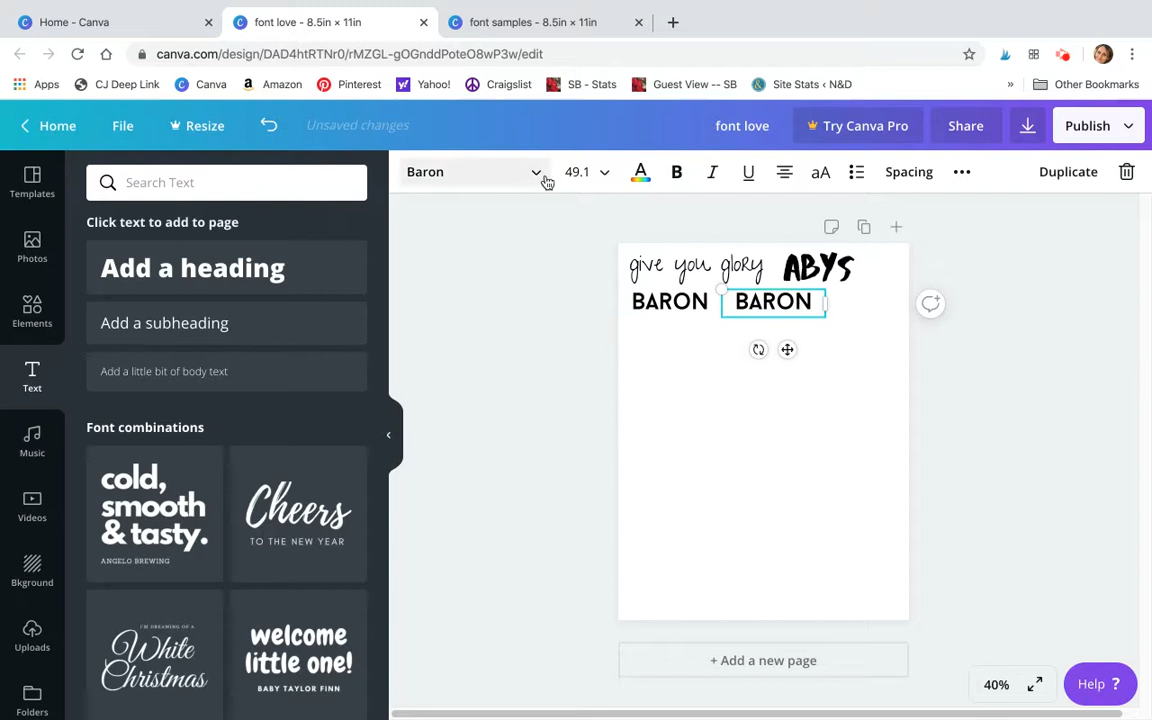 Home - Canva
font love - 8.5in × 11in
font samples - 8.5in × 11in
canva.com/design/DAD4htRTNr0/rMZGL-gOGnddPoteO8wP3w/edit
Apps
CJ Deep Link
Canva
Amazon
Pinterest
Yahoo!
Craigslist
SB - Stats
Guest View -- SB
Site Stats ‹ N&D
»
Other Bookmarks
Home
File
Resize
Unsaved changes
font love
Try Canva Pro
Share
Publish
Templates
Photos
Elements
Text
Music
Videos
Bkground
Uploads
Folders
Search Text
Click text to add to page
Add a heading
Add a subheading
Add a little bit of body text
Font combinations
cold,
smooth
& tasty.
ANGELO BREWING
Cheers
TO THE NEW YEAR
I'M DREAMING OF A
White
Christmas
welcome
little one!
BABY TAYLOR FINN
Baron
49.1
A
B
I
U
aA
Spacing
Duplicate
give you glory ABYS
BARON BARON
+ Add a new page
40%
Help ?